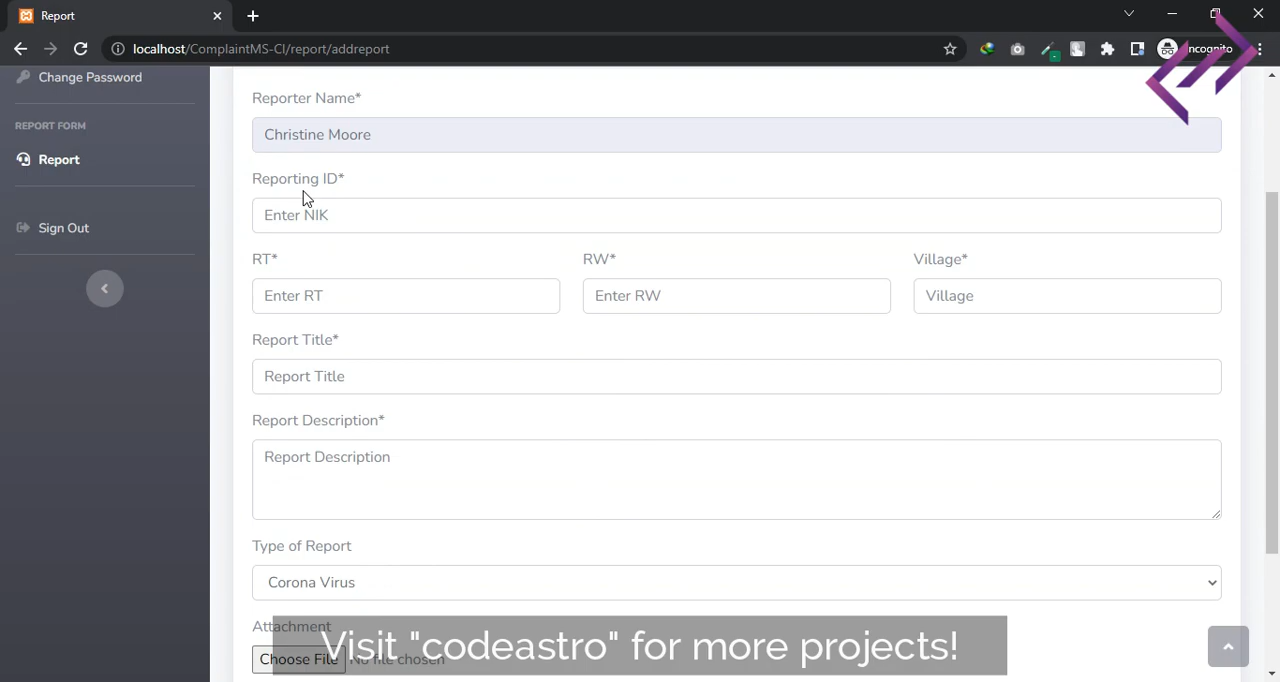 Report
localhost/ComplaintMS-CI/report/addreport
Incognito
Change Password
REPORT FORM
Report
Sign Out
Reporter Name*
Christine Moore
Reporting ID*
Enter NIK
RT*
RW*
Village*
Enter RT
Enter RW
Village
Report Title*
Report Title
Report Description*
Report Description
Type of Report
Corona Virus
Attachment
Choose File No file chosen
Visit "codeastro" for more projects!